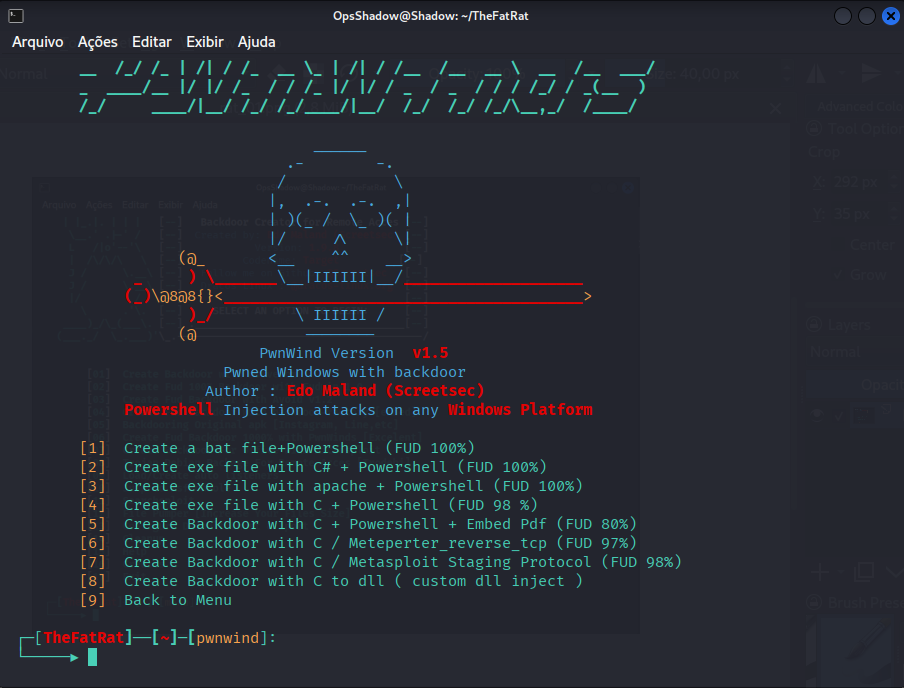 OpsShadow@Shadow: ~/TheFatRat
Arquivo Ações Editar Exibir Ajuda
PwnWind Version v1.5
Pwned Windows with backdoor
Author : Edo Maland (Screetsec)
Powershell Injection attacks on any Windows Platform
[1] Create a bat file+Powershell (FUD 100%)
[2] Create exe file with C# + Powershell (FUD 100%)
[3] Create exe file with apache + Powershell (FUD 100%)
[4] Create exe file with C + Powershell (FUD 98 %)
[5] Create Backdoor with C + Powershell + Embed Pdf (FUD 80%)
[6] Create Backdoor with C / Meteperter_reverse_tcp (FUD 97%)
[7] Create Backdoor with C / Metasploit Staging Protocol (FUD 98%)
[8] Create Backdoor with C to dll ( custom dll inject )
[9] Back to Menu
[TheFatRat]—[~]—[pwnwind]: